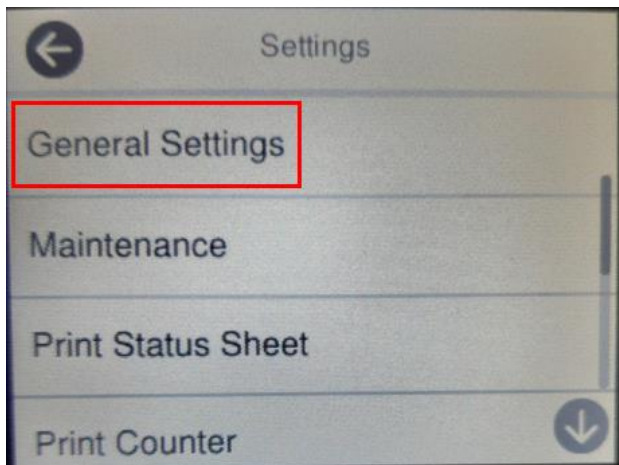 Settings
General Settings
Maintenance
Print Status Sheet
Print Counter